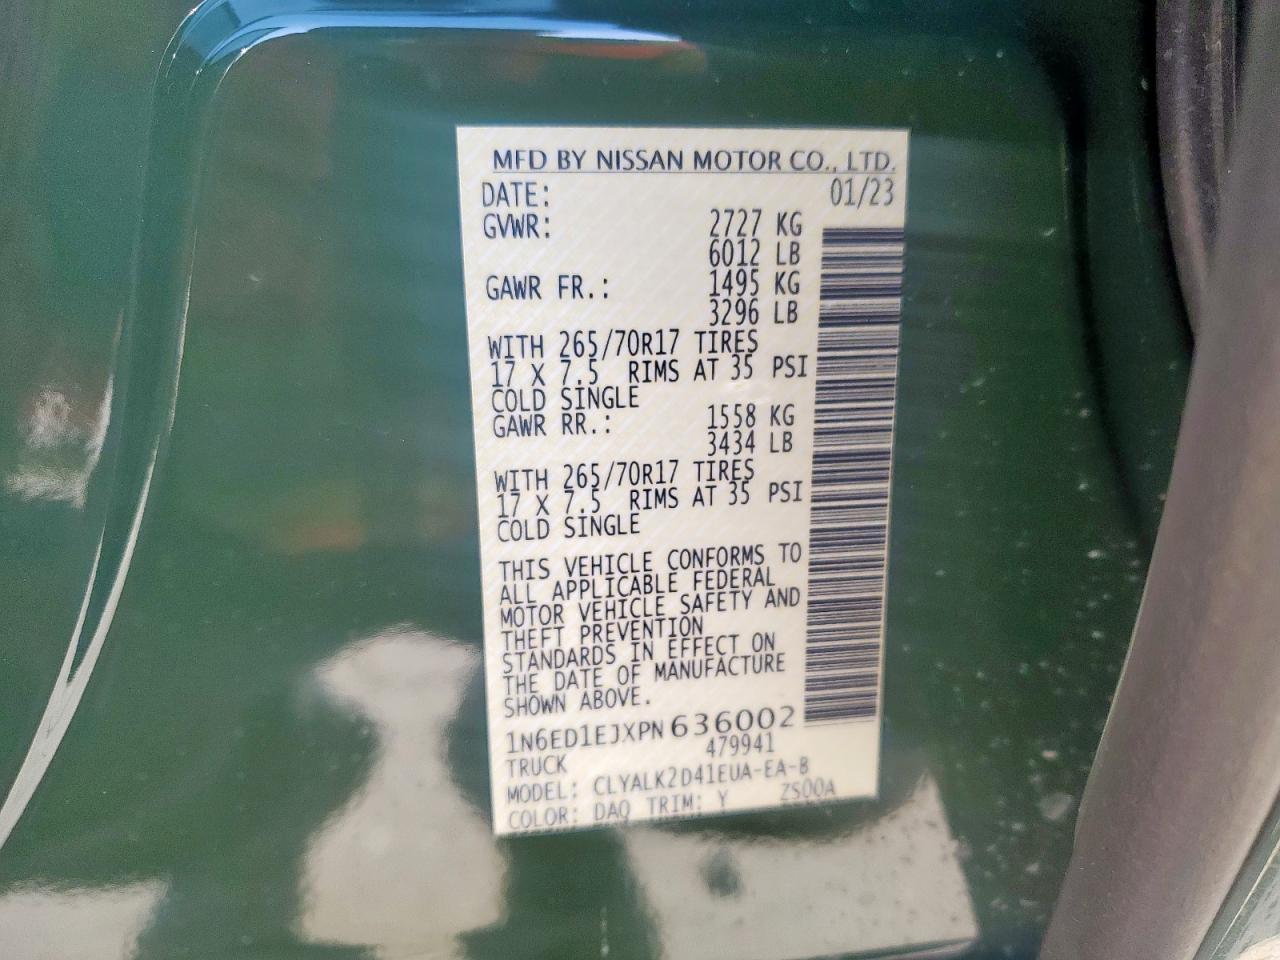 MFD BY NISSAN MOTOR CO., LTD.
DATE: 01/23
GVWR: 2727 KG
6012 LB
GAWR FR.: 1495 KG
3296 LB
WITH 265/70R17 TIRES
17 X 7.5 RIMS AT 35 PSI
COLD SINGLE
GAWR RR.: 1558 KG
3434 LB
WITH 265/70R17 TIRES
17 X 7.5 RIMS AT 35 PSI
COLD SINGLE
THIS VEHICLE CONFORMS TO
ALL APPLICABLE FEDERAL
MOTOR VEHICLE SAFETY AND
THEFT PREVENTION
STANDARDS IN EFFECT ON
THE DATE OF MANUFACTURE
SHOWN ABOVE.
1N6ED1EJXPN636002
TRUCK 479941
MODEL: CLYALK2D41EUA-EA-B
COLOR: DAQ TRIM: Y ZS00A